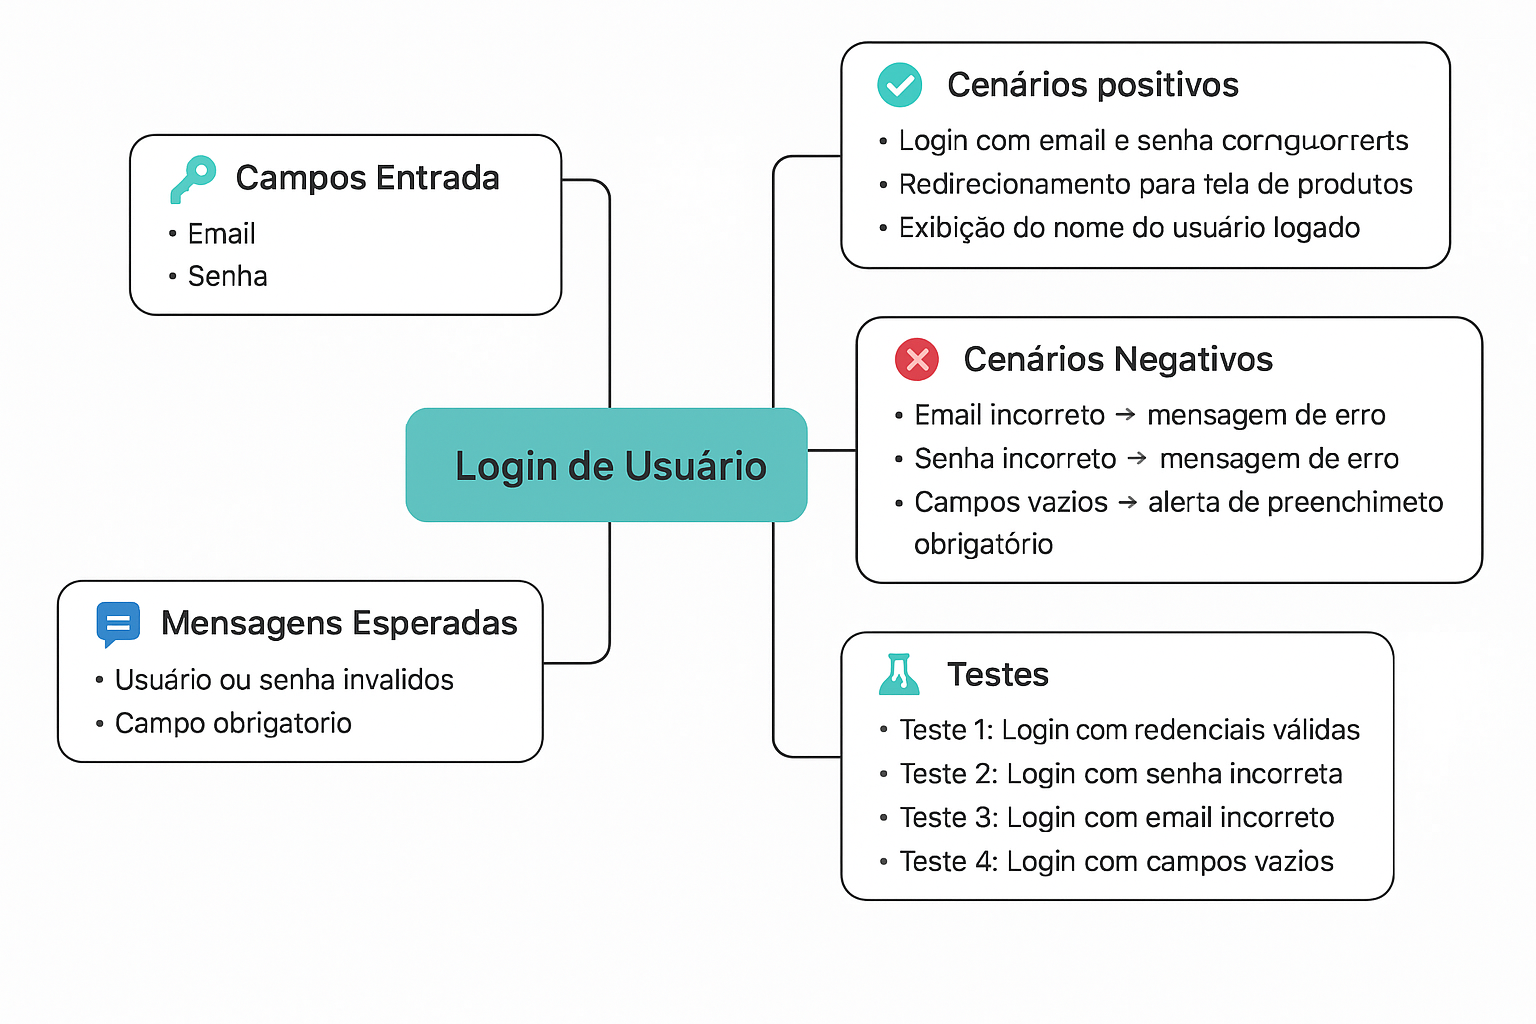 Campos Entrada
• Email
• Senha
Login de Usuário
Mensagens Esperadas
• Usuário ou senha invalidos
• Campo obrigatorio
Cenários positivos
• Login com email e senha
• Redirecionamento para tela de produtos
• Exibição do nome do usuário logado
Cenários Negativos
• Email incorreto → mensagem de erro
• Senha incorreto → mensagem de erro
• Campos vazios → alerta de preenchimeto
obrigatório
Testes
• Teste 1: Login com redenciais válidas
• Teste 2: Login com senha incorreta
• Teste 3: Login com email incorreto
• Teste 4: Login com campos vazios